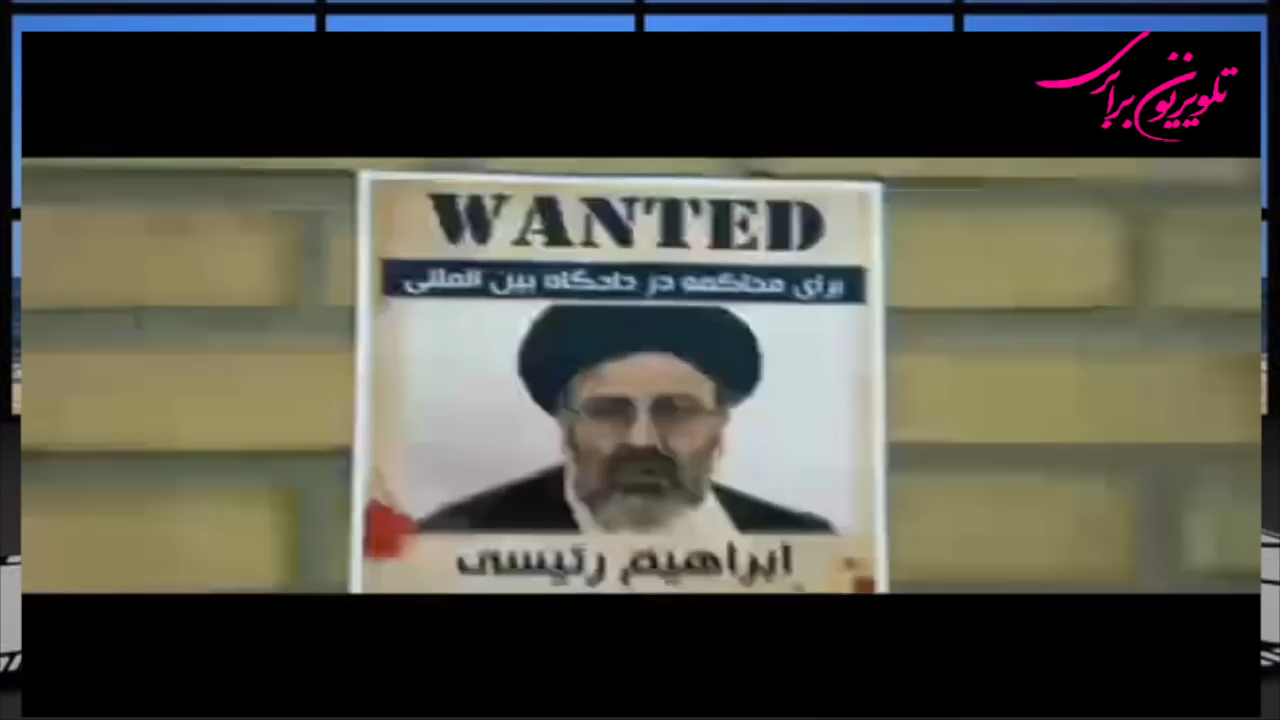 تلویزیون برابری
WANTED
برای محاکمه در دادگاه بین المللی
ابراهیم رئیسی